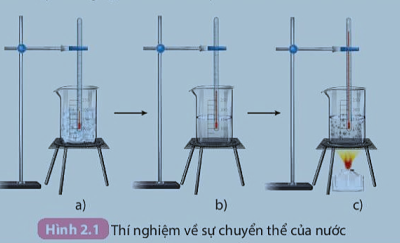 a)
b)
c)
Hình 2.1 Thí nghiệm về sự chuyển thể của nước